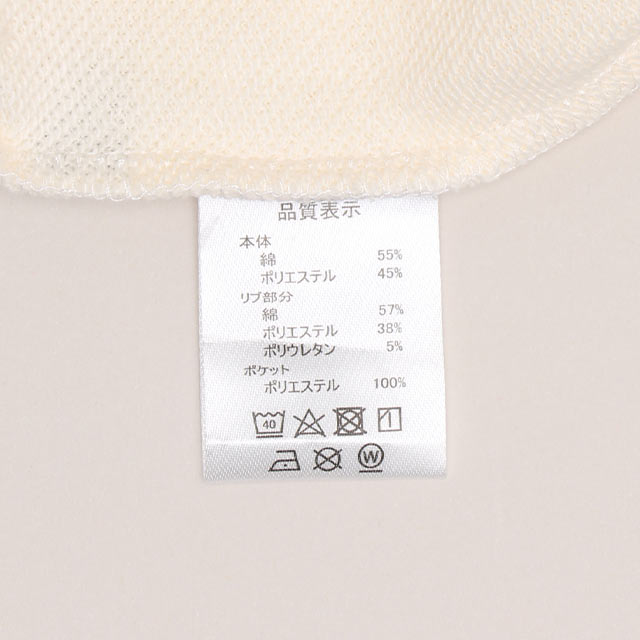 品質表示
本体
綿 55%
ポリエステル 45%
リブ部分
綿 57%
ポリエステル 38%
ポリウレタン 5%
ポケット
ポリエステル 100%
40
W